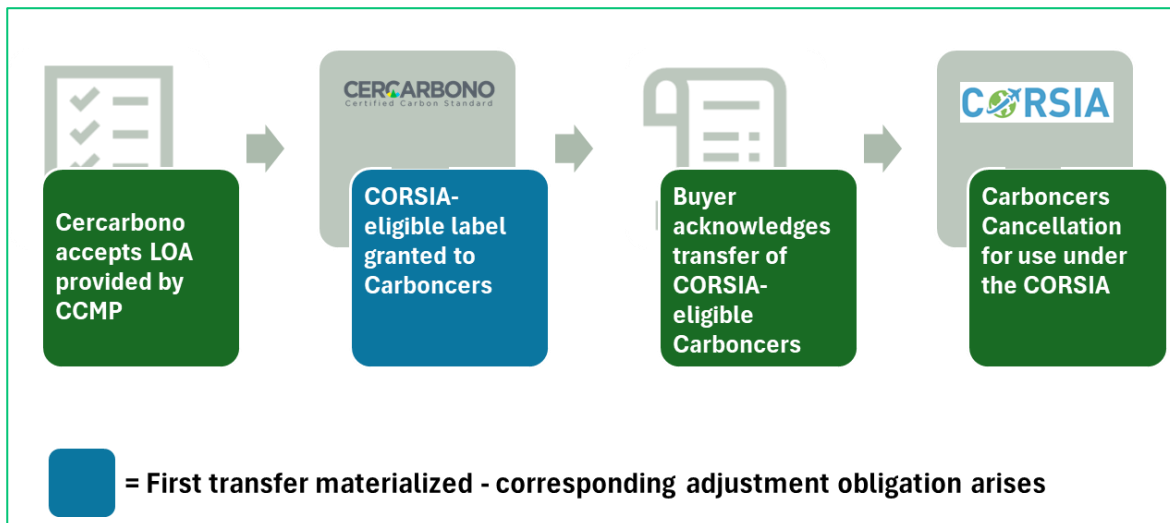 CERCARBONO
Certified Carbon Standard
CORSIA
Cercarbono
accepts LOA
provided by
CCMP
CORSIA-
eligible label
granted to
Carboncers
Buyer
acknowledges
transfer of
CORSIA-
eligible
Carboncers
Carboncers
Cancellation
for use under
the CORSIA
= First transfer materialized - corresponding adjustment obligation arises